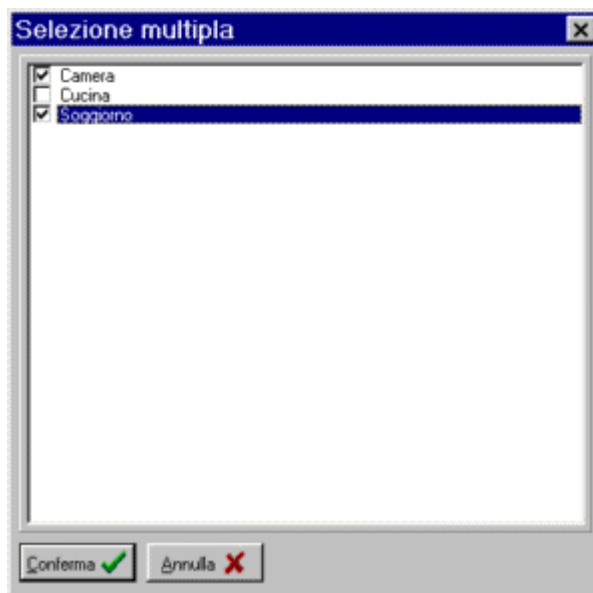 Selezione multipla
Camera
Cucina
Soggiorno
Conferma Annulla